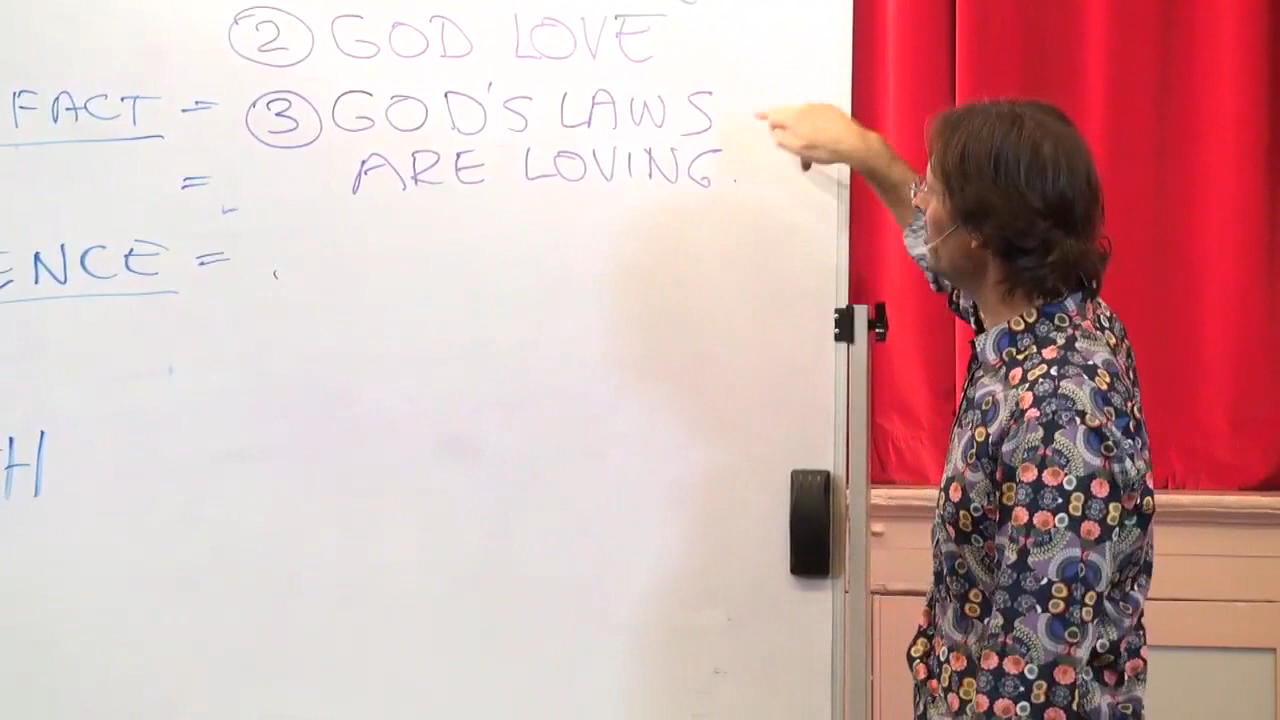 ② GOD LOVE
FACT = ③ GOD'S LAWS
= ARE LOVING.
ENCE =
H